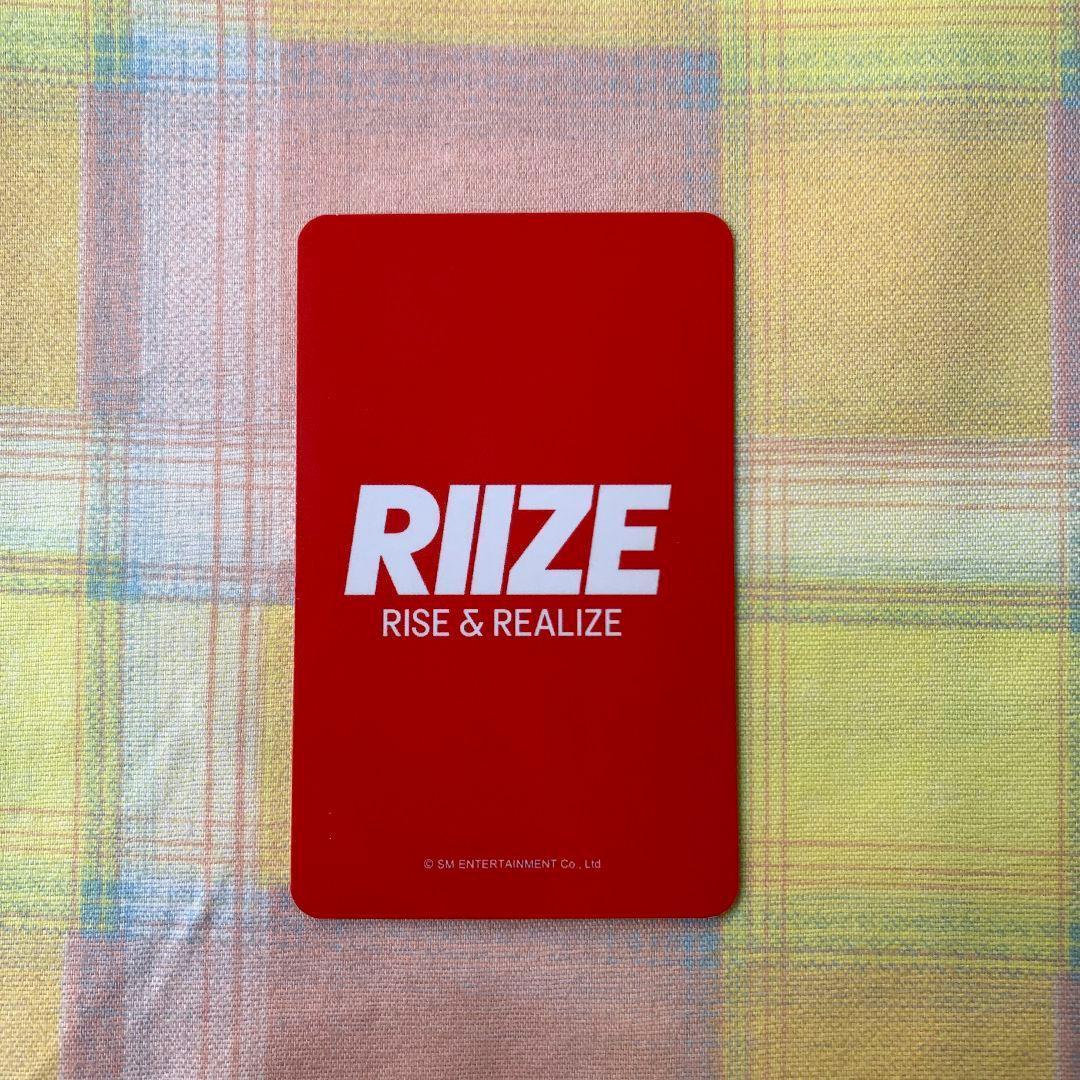 RIIZE
RISE & REALIZE
© SM ENTERTAINMENT Co., Ltd